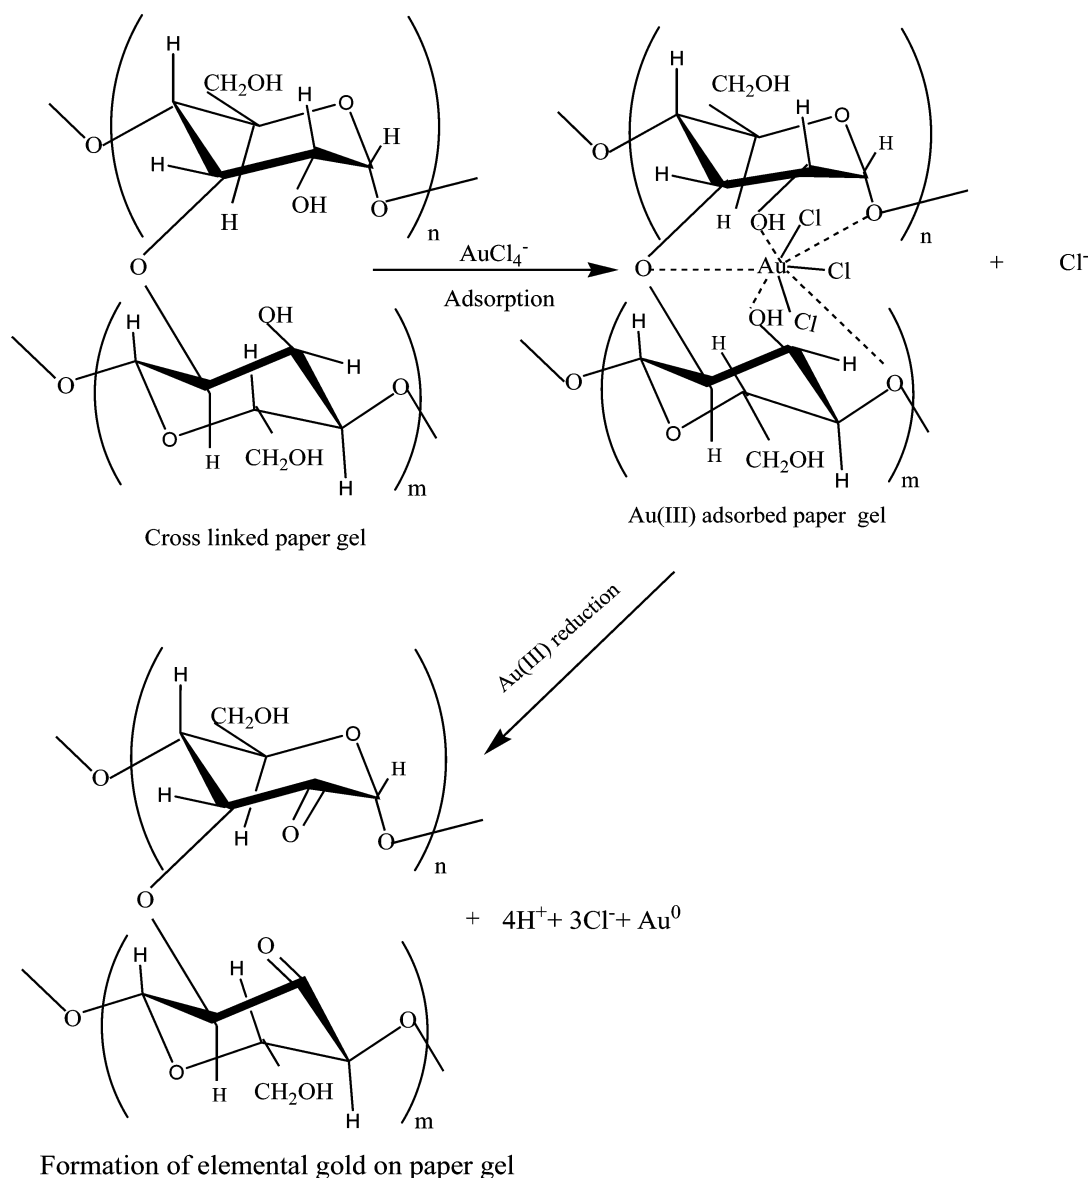 H
CH₂OH
H
O
H
O
H
H
OH
O
n
O
OH
H
H
H
O
O
O
H
CH₂OH
H
m
Cross linked paper gel
AuCl₄⁻
Adsorption
H
CH₂OH
H
O
H
O
H
H
OH
Cl
O
n
O
Au
Cl
OH
Cl
H
H
H
O
O
O
H
CH₂OH
H
m
Au(III) adsorbed paper gel
+ Cl⁻
Au(III) reduction
H
CH₂OH
O
H
O
H
H
O
O
n
O
O
H
H
O
O
O
H
CH₂OH
H
m
+ 4H⁺+ 3Cl⁻+ Au⁰
Formation of elemental gold on paper gel